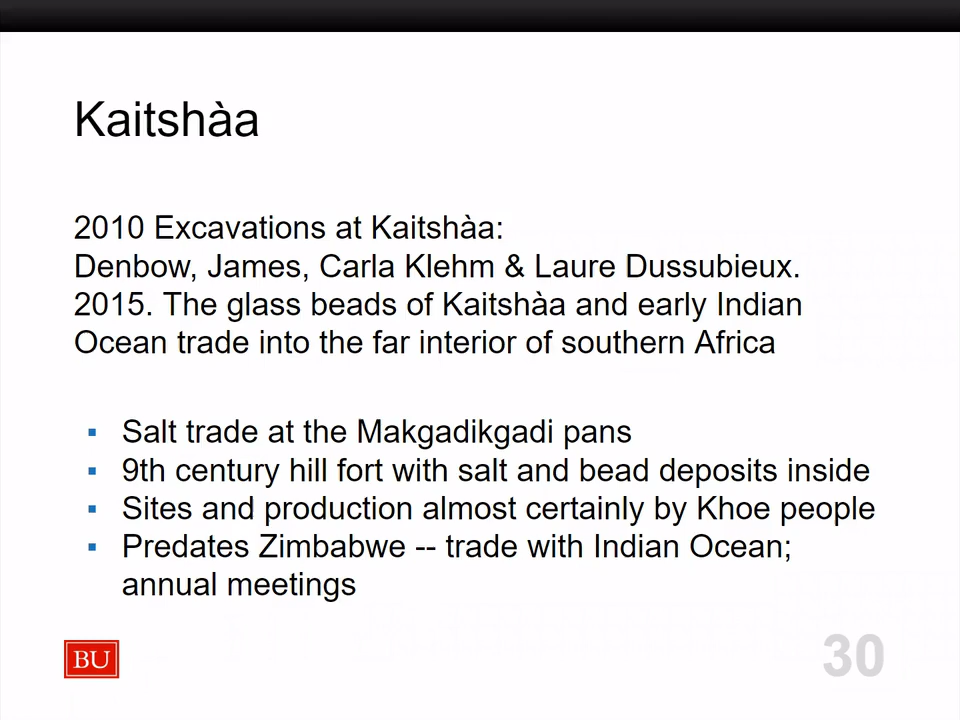 Kaitshàa
2010 Excavations at Kaitshàa:
Denbow, James, Carla Klehm & Laure Dussubieux.
2015. The glass beads of Kaitshàa and early Indian
Ocean trade into the far interior of southern Africa
▪ Salt trade at the Makgadikgadi pans
▪ 9th century hill fort with salt and bead deposits inside
▪ Sites and production almost certainly by Khoe people
▪ Predates Zimbabwe -- trade with Indian Ocean;
annual meetings
BU
30